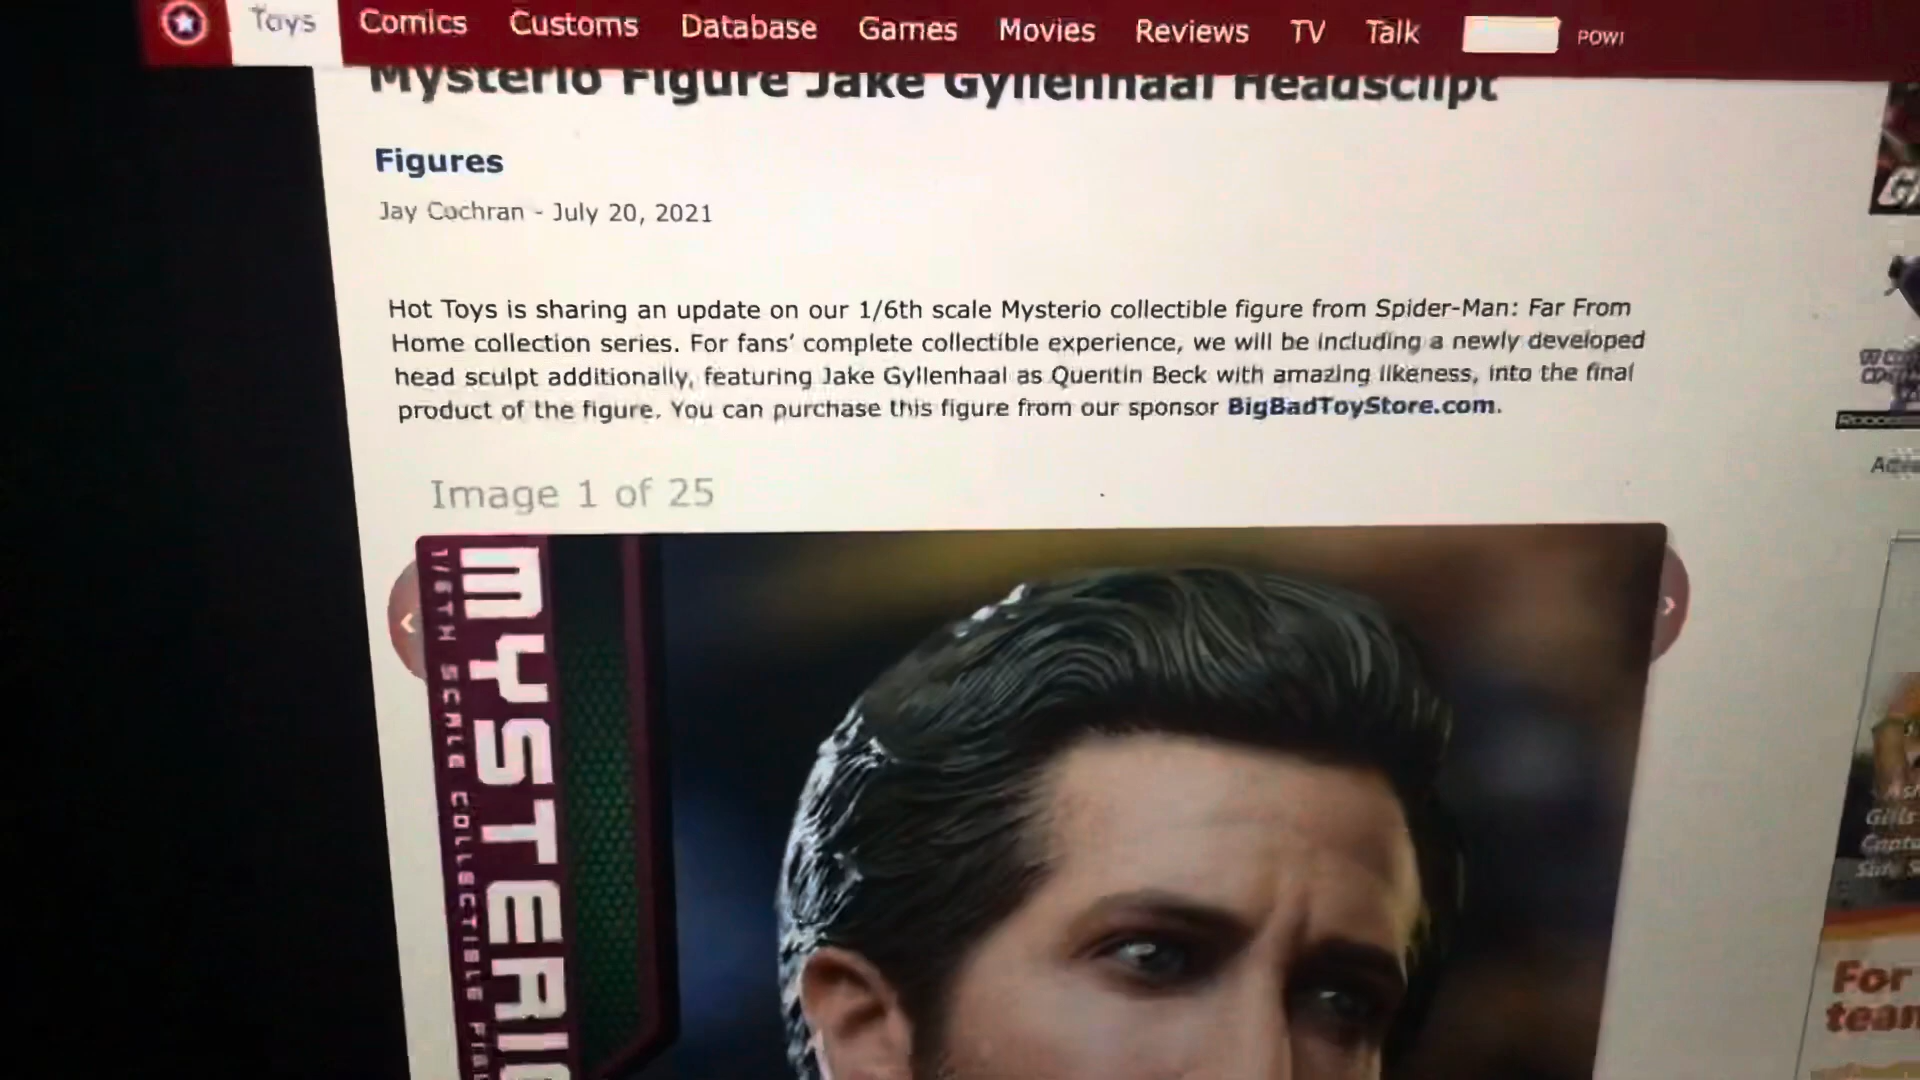 Toys Comics Customs Database Games Movies Reviews TV Talk POWI
Mysterio Figure Jake Gyllenhaal Headsclipt
Figures
Jay Cochran - July 20, 2021
Hot Toys is sharing an update on our 1/6th scale Mysterio collectible figure from Spider-Man: Far From
Home collection series. For fans' complete collectible experience, we will be including a newly developed
head sculpt additionally, featuring Jake Gyllenhaal as Quentin Beck with amazing likeness, into the final
product of the figure. You can purchase this figure from our sponsor BigBadToyStore.com.
Image 1 of 25
MYSTERIO
1/6TH SCALE COLLECTIBLE
For
team